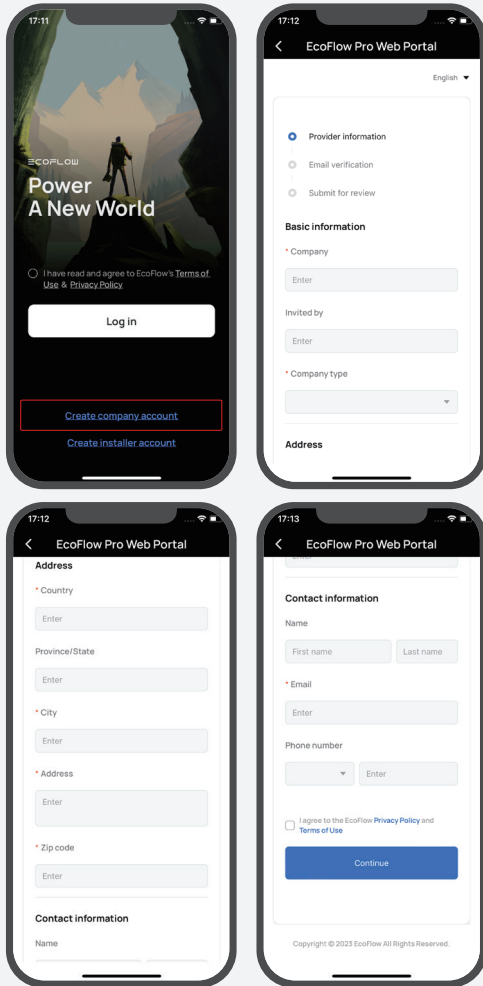 17:11
ECOFLOW
Power
A New World
I have read and agree to EcoFlow's Terms of
Use & Privacy Policy
Log in
Create company account
Create installer account
17:12
EcoFlow Pro Web Portal
English
Provider information
Email verification
Submit for review
Basic information
* Company
Enter
Invited by
Enter
* Company type
Address
17:12
EcoFlow Pro Web Portal
Address
* Country
Enter
Province/State
Enter
* City
Enter
* Address
Enter
* Zip code
Enter
Contact information
Name
17:13
EcoFlow Pro Web Portal
Contact information
Name
First name Last name
* Email
Enter
Phone number
Enter
I agree to the EcoFlow Privacy Policy and
Terms of Use
Continue
Copyright © 2023 EcoFlow All Rights Reserved.